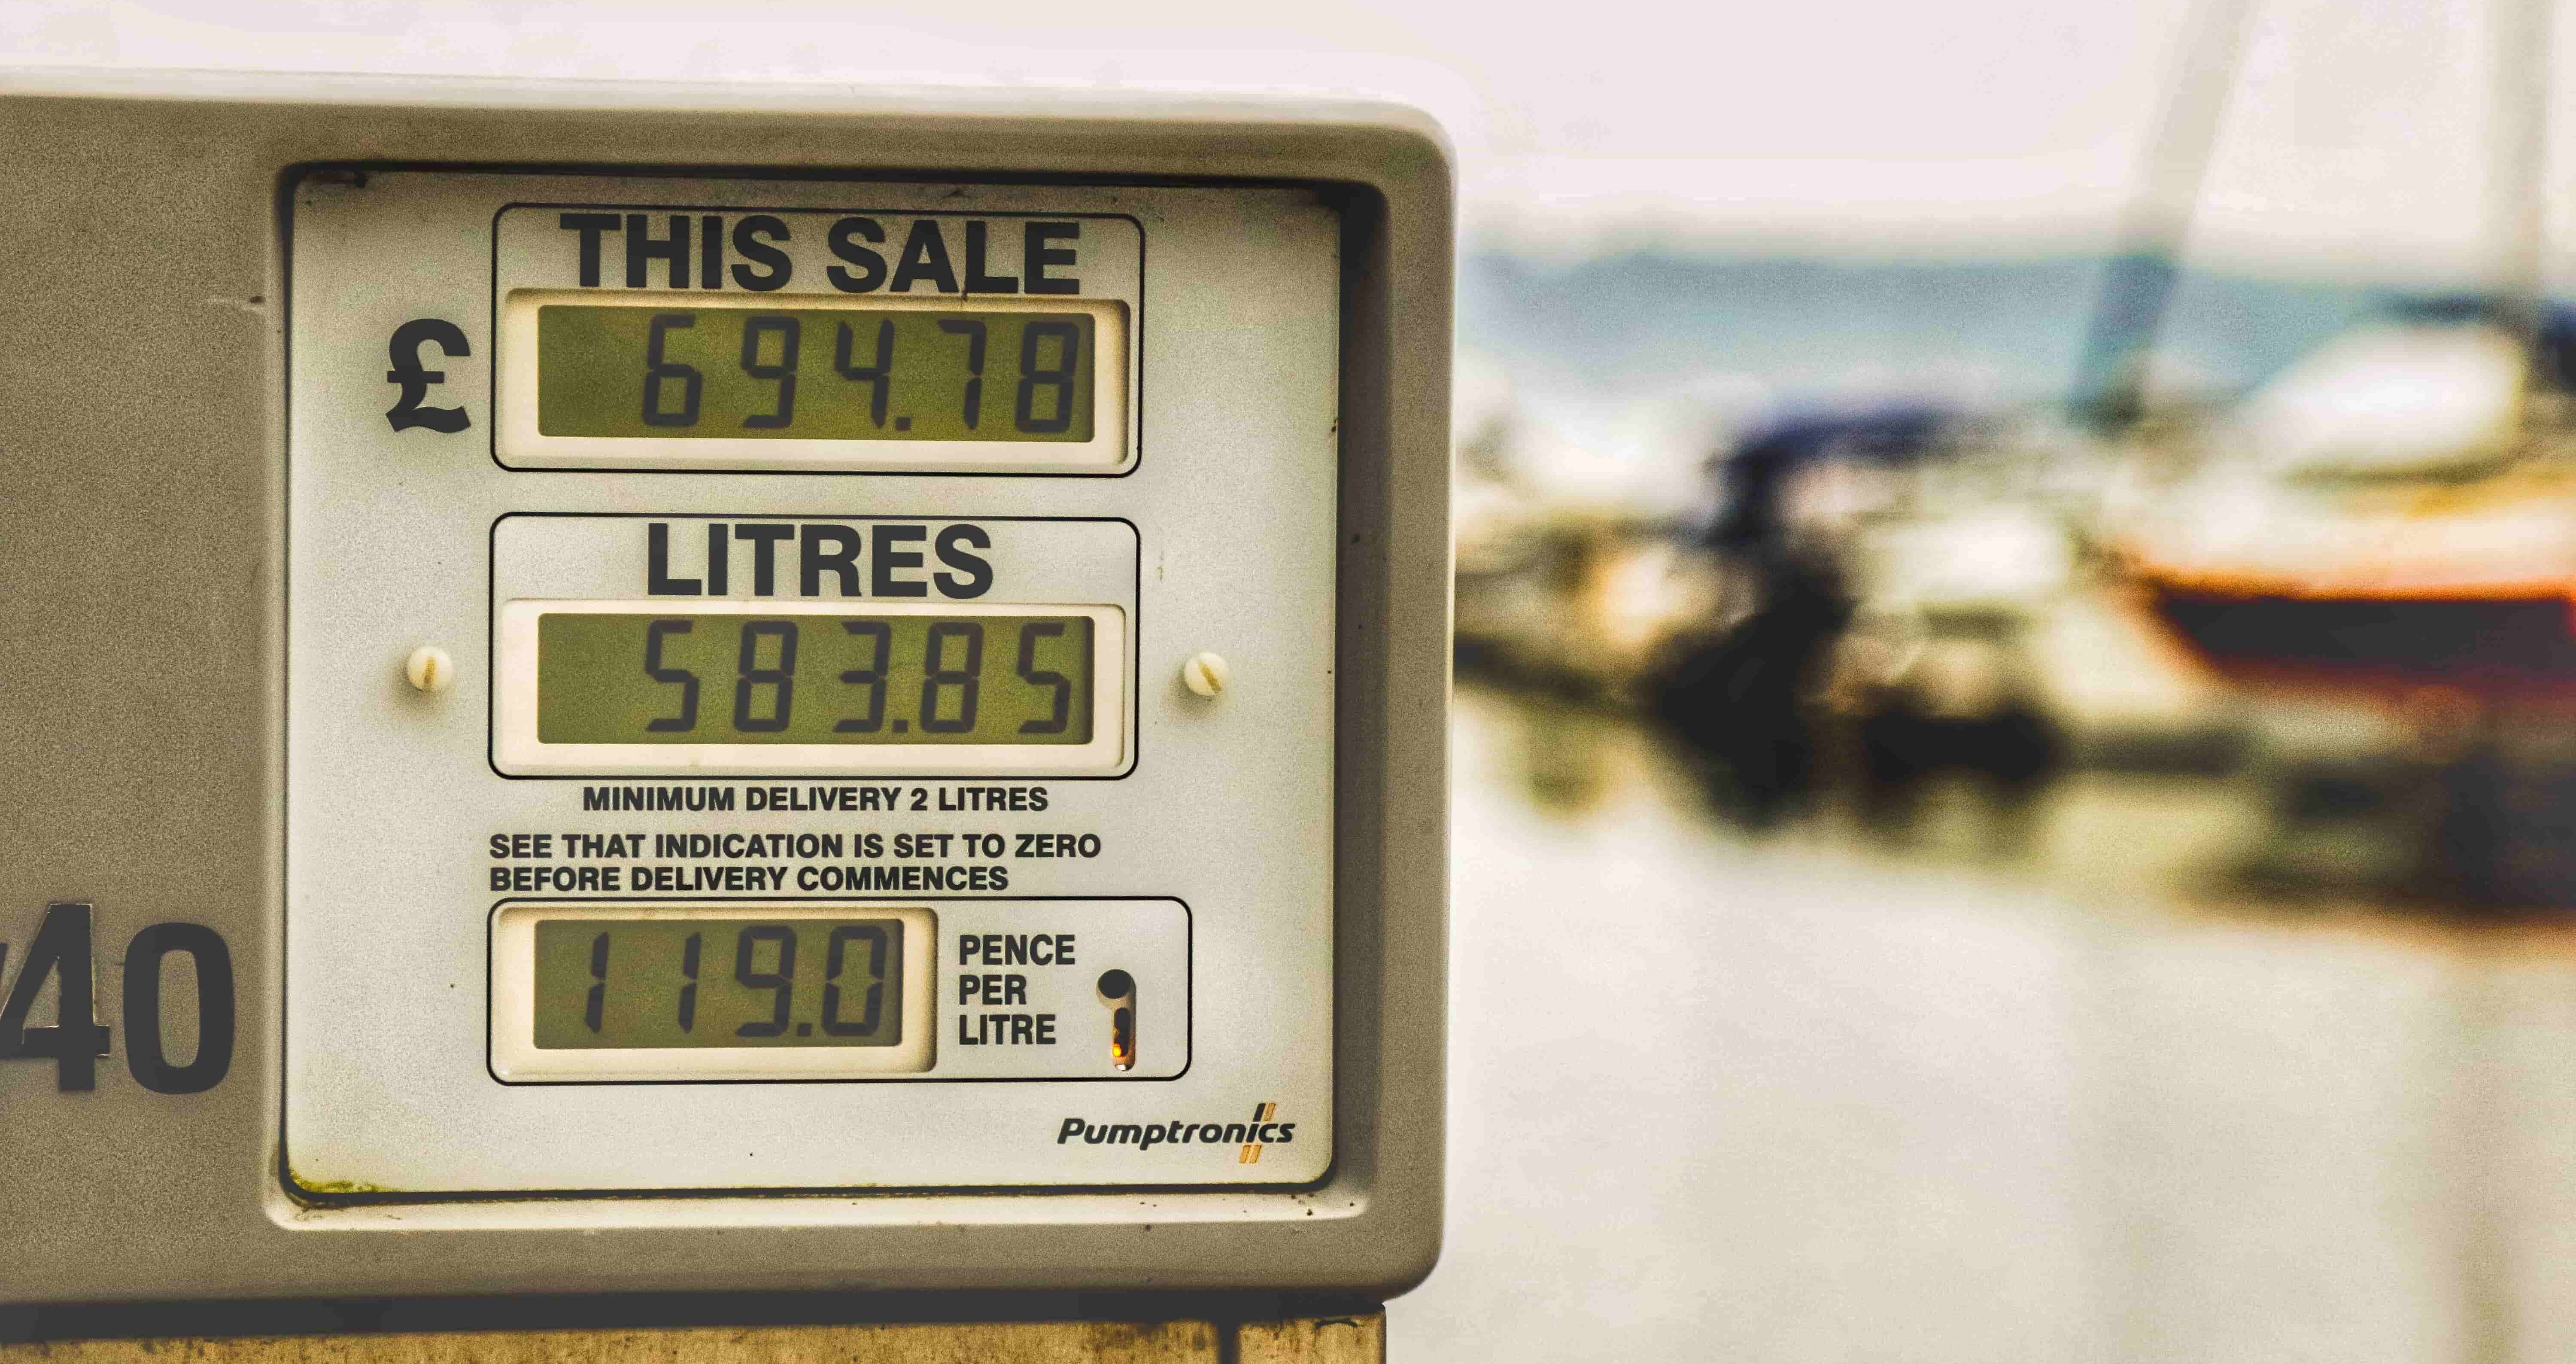 THIS SALE
£ 694.78
LITRES
583.85
MINIMUM DELIVERY 2 LITRES
SEE THAT INDICATION IS SET TO ZERO
BEFORE DELIVERY COMMENCES
119.0
PENCE
PER
LITRE
40
Pumptronics